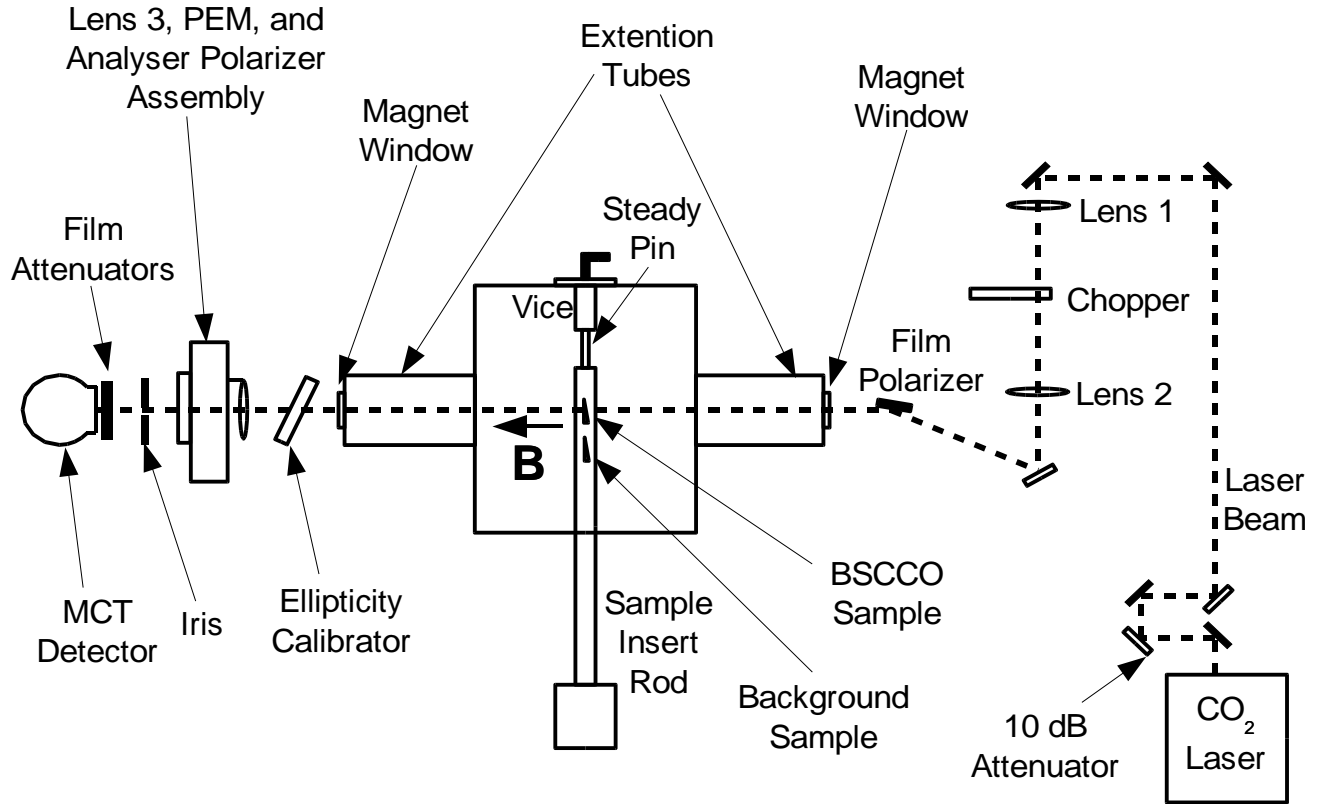 Lens 3, PEM, and
Analyser Polarizer
Assembly
Extention
Tubes
Magnet
Window
Magnet
Window
Film
Attenuators
Steady
Pin
Vice
Lens 1
Chopper
Film
Polarizer
Lens 2
B
Laser
Beam
MCT
Detector
Iris
Ellipticity
Calibrator
Sample
Insert
Rod
BSCCO
Sample
Background
Sample
10 dB
Attenuator
CO₂
Laser